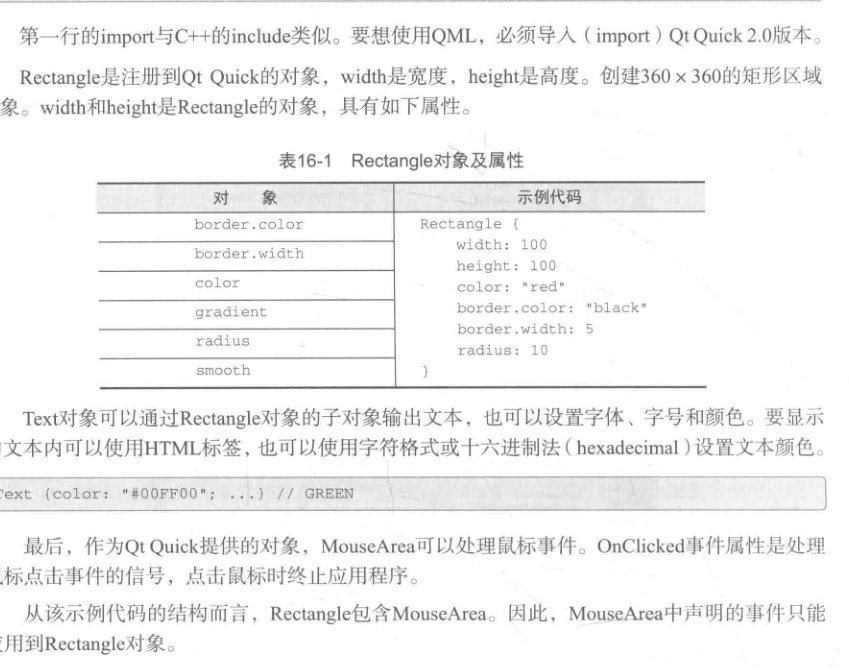 第一行的import与C++的include类似。要想使用QML，必须导入（import）Qt Quick 2.0版本。
Rectangle是注册到Qt Quick的对象，width是宽度，height是高度。创建360×360的矩形区域
象。width和height是Rectangle的对象，具有如下属性。
表16-1 Rectangle对象及属性
对 象 示例代码
border.color
border.width
color
gradient
radius
smooth
Rectangle {
width: 100
height: 100
color: "red"
border.color: "black"
border.width: 5
radius: 10
}
Text对象可以通过Rectangle对象的子对象输出文本，也可以设置字体、字号和颜色。要显示
文本内可以使用HTML标签，也可以使用字符格式或十六进制法（hexadecimal）设置文本颜色。
Text {color: "#00FF00"; ...} // GREEN
最后，作为Qt Quick提供的对象，MouseArea可以处理鼠标事件。OnClicked事件属性是处理
标点击事件的信号，点击鼠标时终止应用程序。
从该示例代码的结构而言，Rectangle包含MouseArea。因此，MouseArea中声明的事件只能
用到Rectangle对象。